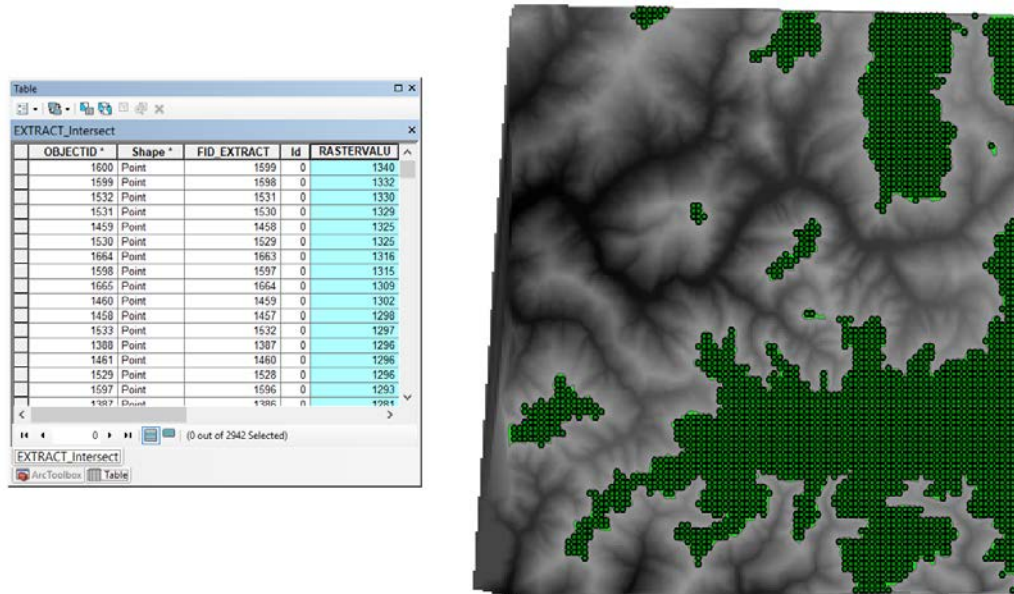 Table
EXTRACT_Intersect
OBJECTID * Shape * FID_EXTRACT Id RASTERVALU
1600 Point 1599 0 1340
1599 Point 1598 0 1332
1532 Point 1531 0 1330
1531 Point 1530 0 1329
1459 Point 1458 0 1325
1530 Point 1529 0 1325
1664 Point 1663 0 1316
1598 Point 1597 0 1315
1665 Point 1664 0 1309
1460 Point 1459 0 1302
1458 Point 1457 0 1298
1533 Point 1532 0 1297
1388 Point 1387 0 1296
1461 Point 1460 0 1296
1529 Point 1528 0 1296
1597 Point 1596 0 1293
1387 Point 1386 0 1281
0 (0 out of 2942 Selected)
EXTRACT_Intersect
ArcToolbox Table